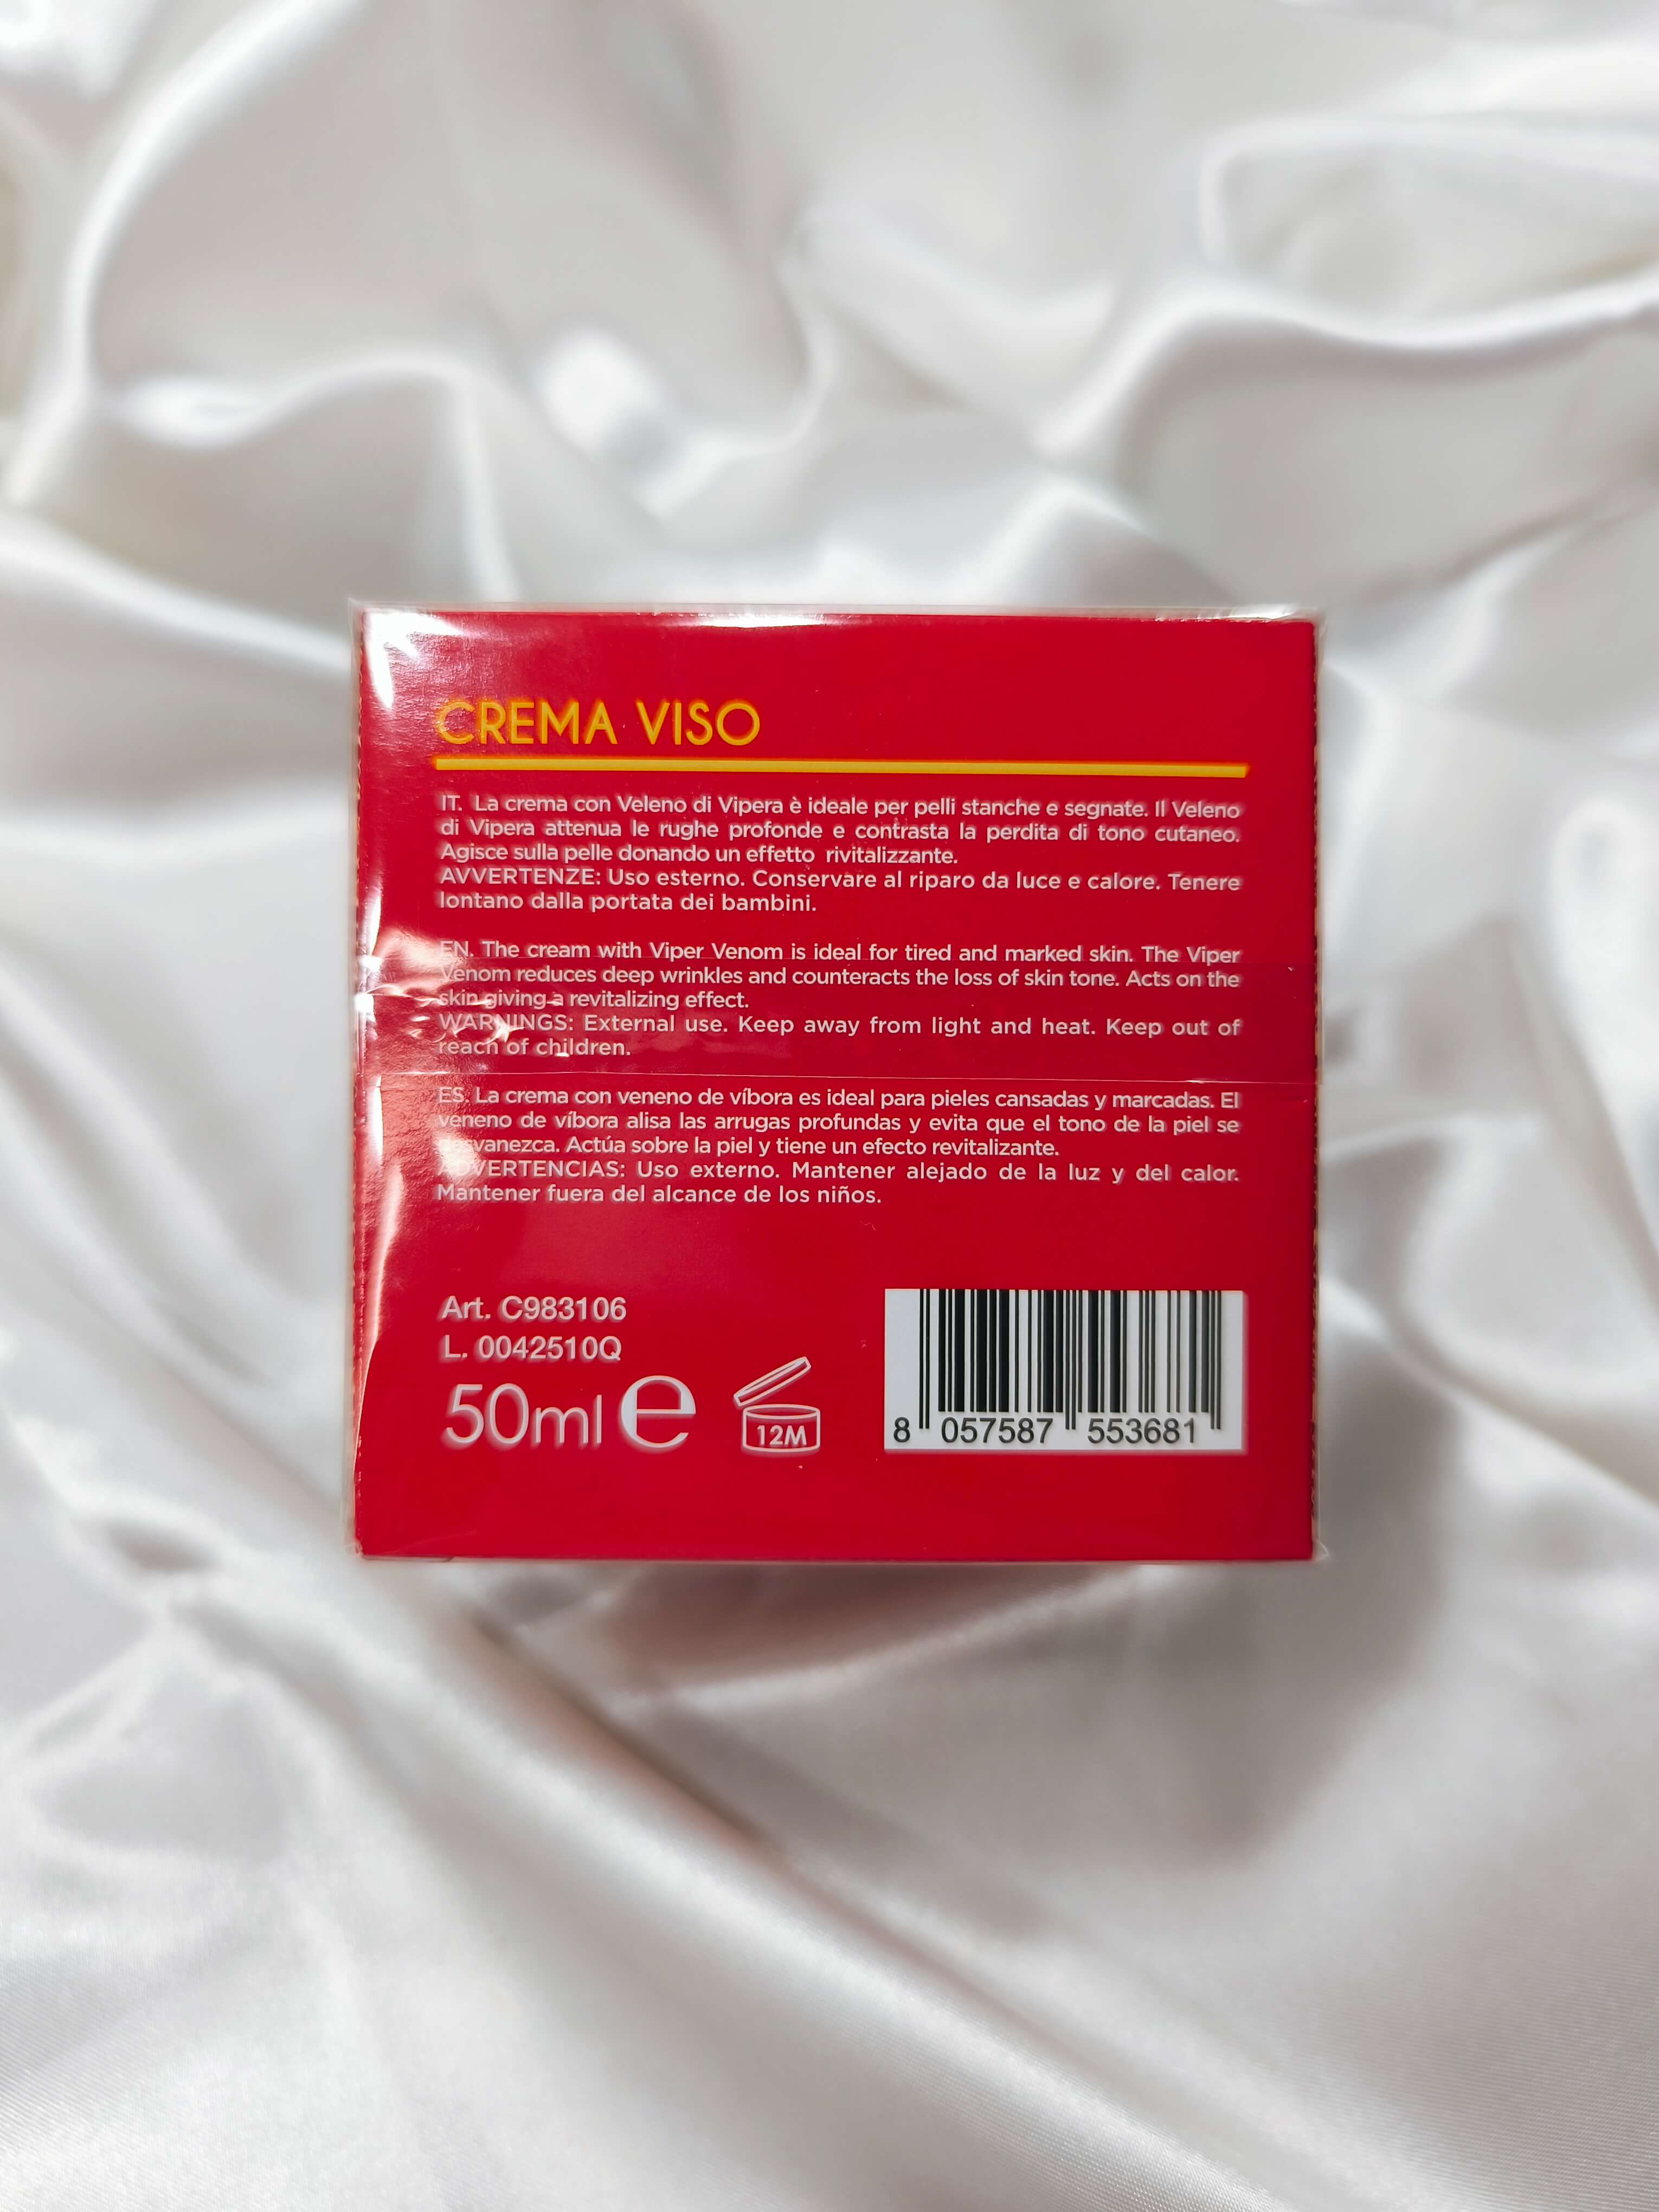 CREMA VISO
IT. La crema con Veleno di Vipera è ideale per pelli stanche e segnate. Il Veleno
di Vipera attenua le rughe profonde e contrasta la perdita di tono cutaneo.
Agisce sulla pelle donando un effetto rivitalizzante.
AVVERTENZE: Uso esterno. Conservare al riparo da luce e calore. Tenere
lontano dalla portata dei bambini.
EN. The cream with Viper Venom is ideal for tired and marked skin. The Viper
Venom reduces deep wrinkles and counteracts the loss of skin tone. Acts on the
skin giving a revitalizing effect.
WARNINGS: External use. Keep away from light and heat. Keep out of
reach of children.
ES. La crema con veneno de víbora es ideal para pieles cansadas y marcadas. El
veneno de víbora alisa las arrugas profundas y evita que el tono de la piel se
desvanezca. Actúa sobre la piel y tiene un efecto revitalizante.
ADVERTENCIAS: Uso externo. Mantener alejado de la luz y del calor.
Mantener fuera del alcance de los niños.
Art. C983106
L. 0042510Q
50ml e
12M
8 057587 553681